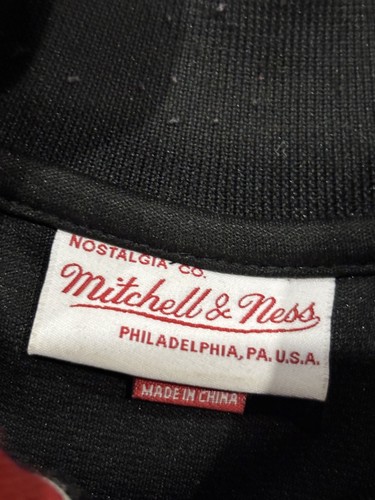 NOSTALGIA CO.
Mitchell & Ness
PHILADELPHIA, PA. U.S.A.
MADE IN CHINA